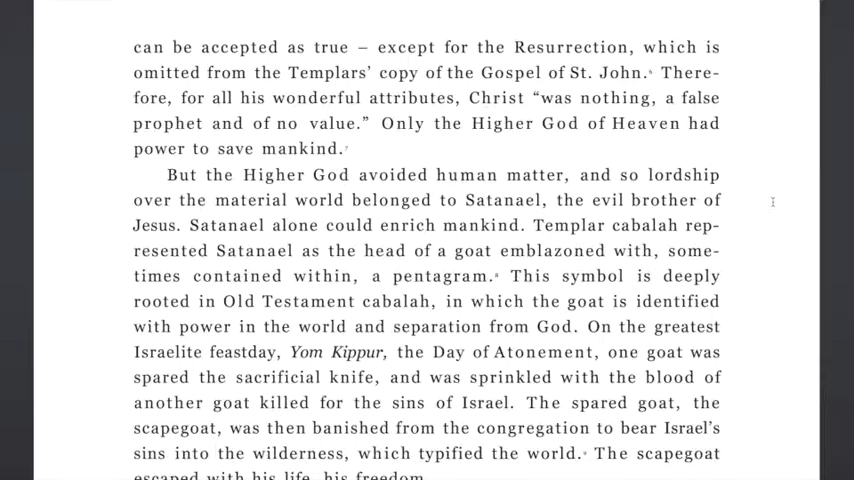 can be accepted as true – except for the Resurrection, which is
omitted from the Templars’ copy of the Gospel of St. John. There-
fore, for all his wonderful attributes, Christ “was nothing, a false
prophet and of no value.” Only the Higher God of Heaven had
power to save mankind.
But the Higher God avoided human matter, and so lordship
over the material world belonged to Satanael, the evil brother of
Jesus. Satanael alone could enrich mankind. Templar cabalah rep-
resented Satanael as the head of a goat emblazoned with, some-
times contained within, a pentagram. This symbol is deeply
rooted in Old Testament cabalah, in which the goat is identified
with power in the world and separation from God. On the greatest
Israelite feastday, Yom Kippur, the Day of Atonement, one goat was
spared the sacrificial knife, and was sprinkled with the blood of
another goat killed for the sins of Israel. The spared goat, the
scapegoat, was then banished from the congregation to bear Israel’s
sins into the wilderness, which typified the world. The scapegoat
escaped with his life, his freedom